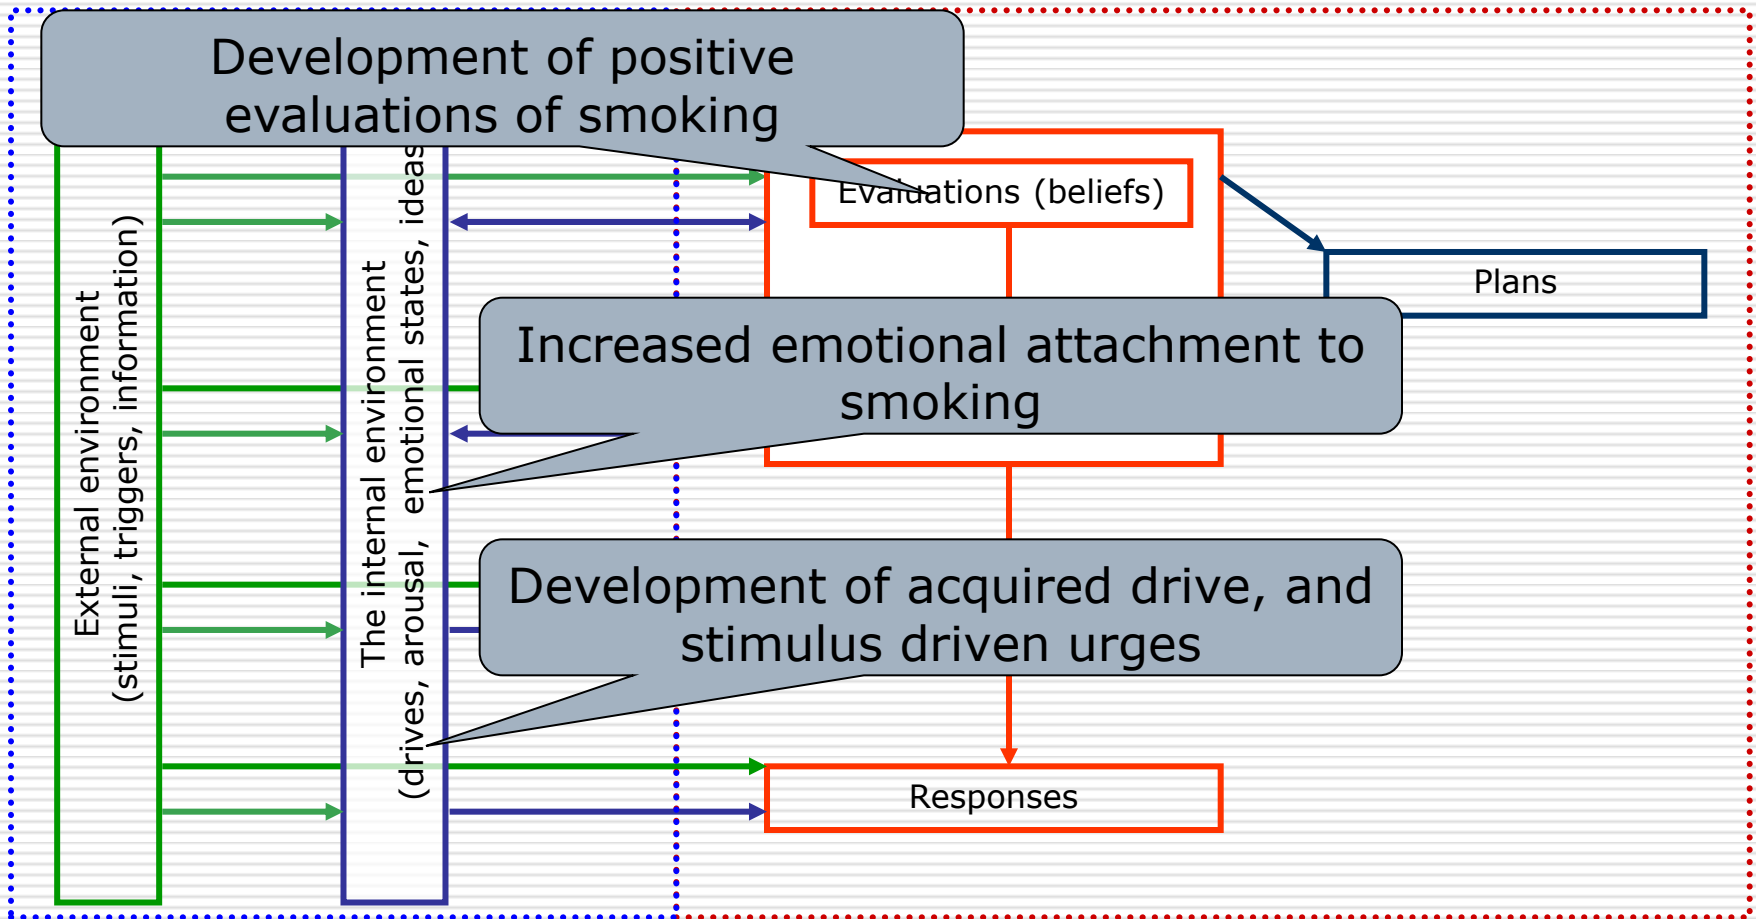 Development of positive
evaluations of smoking
Evaluations (beliefs)
Plans
External environment
(stimuli, triggers, information)
The internal environment
(drives, arousal, emotional states, ideas
Increased emotional attachment to
smoking
Development of acquired drive, and
stimulus driven urges
Responses